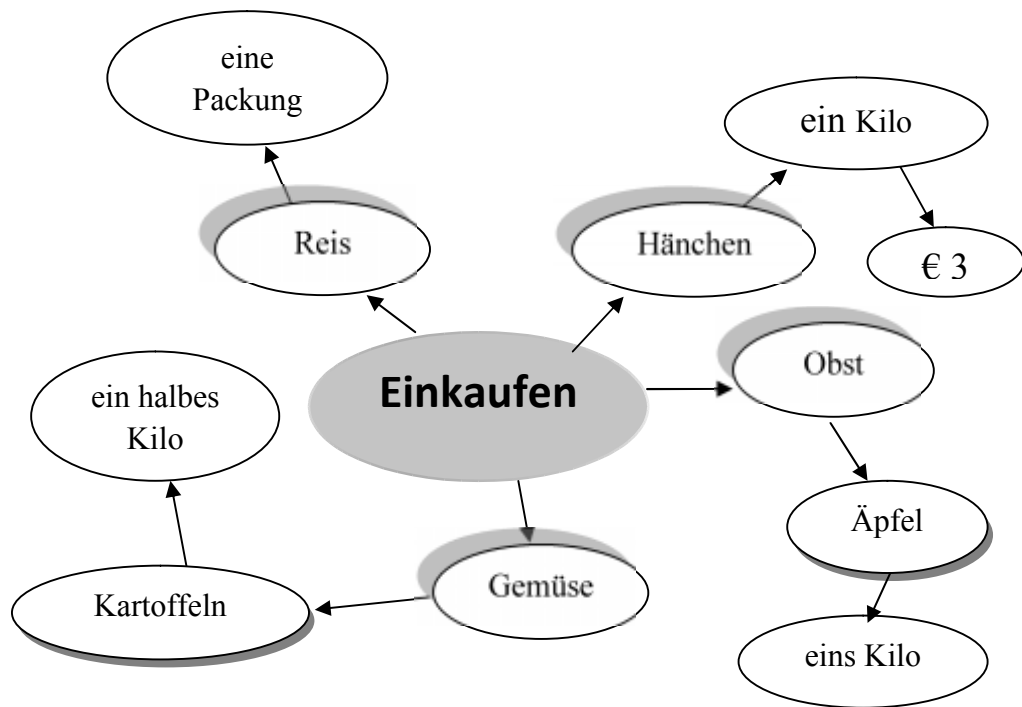 eine
Packung
ein Kilo
Reis
Hänchen
€ 3
Obst
Einkaufen
ein halbes
Kilo
Äpfel
Gemüse
Kartoffeln
eins Kilo